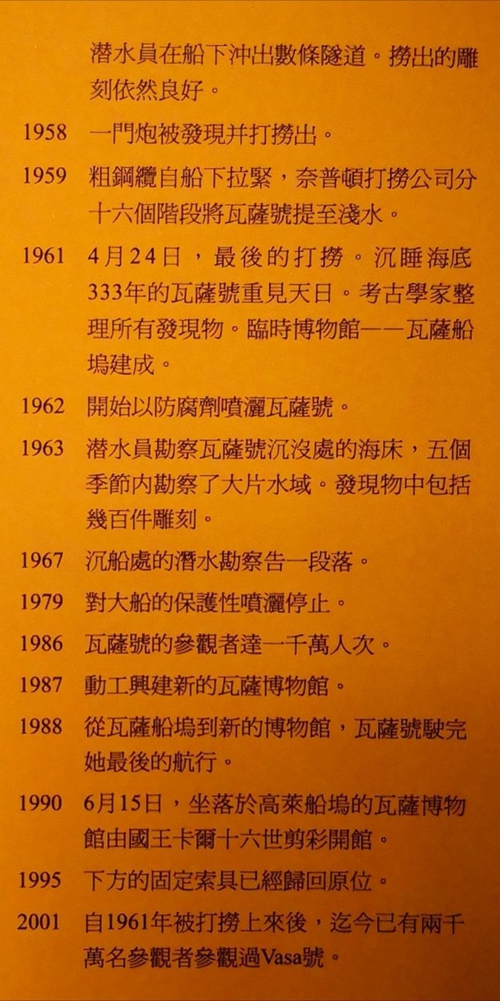 潜水員在船下沖出數條隧道。撈出的雕
刻依然良好。
1958 一門炮被發現并打撈出。
1959 粗鋼纜自船下拉緊，奈普頓打撈公司分
十六個階段將瓦薩號提至淺水。
1961 4月24日，最後的打撈。沉睡海底
333年的瓦薩號重見天日。考古學家整
理所有發現物。臨時博物館——瓦薩船
塢建成。
1962 開始以防腐劑噴灑瓦薩號。
1963 潜水員勘察瓦薩號沉沒處的海床，五個
季節内勘察了大片水域。發現物中包括
幾百件雕刻。
1967 沉船處的潛水勘察告一段落。
1979 對大船的保護性噴灑停止。
1986 瓦薩號的參觀者達一千萬人次。
1987 動工興建新的瓦薩博物館。
1988 從瓦薩船塢到新的博物館，瓦薩號駛完
她最後的航行。
1990 6月15日，坐落於高萊船塢的瓦薩博物
館由國王卡爾十六世剪彩開館。
1995 下方的固定索具已經歸回原位。
2001 自1961年被打撈上來後，迄今已有兩千
萬名參觀者參觀過Vasa號。